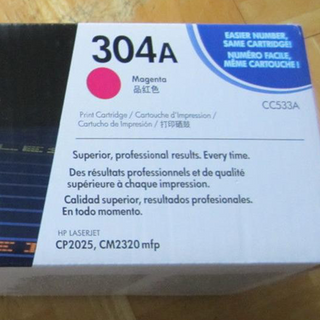 304A
EASIER NUMBER,
SAME CARTRIDGE!
NUMÉRO FACILE,
MÊME CARTOUCHE!
Magenta
品红色
CC533A
Print Cartridge / Cartouche d'Impression /
Cartucho de Impresión / 打印硒鼓
Superior, professional results. Every time.
Des résultats professionnels et de qualité
supérieure à chaque impression.
Calidad superior, resultados profesionales.
En todo momento.
HP LASERJET
CP2025, CM2320 mfp